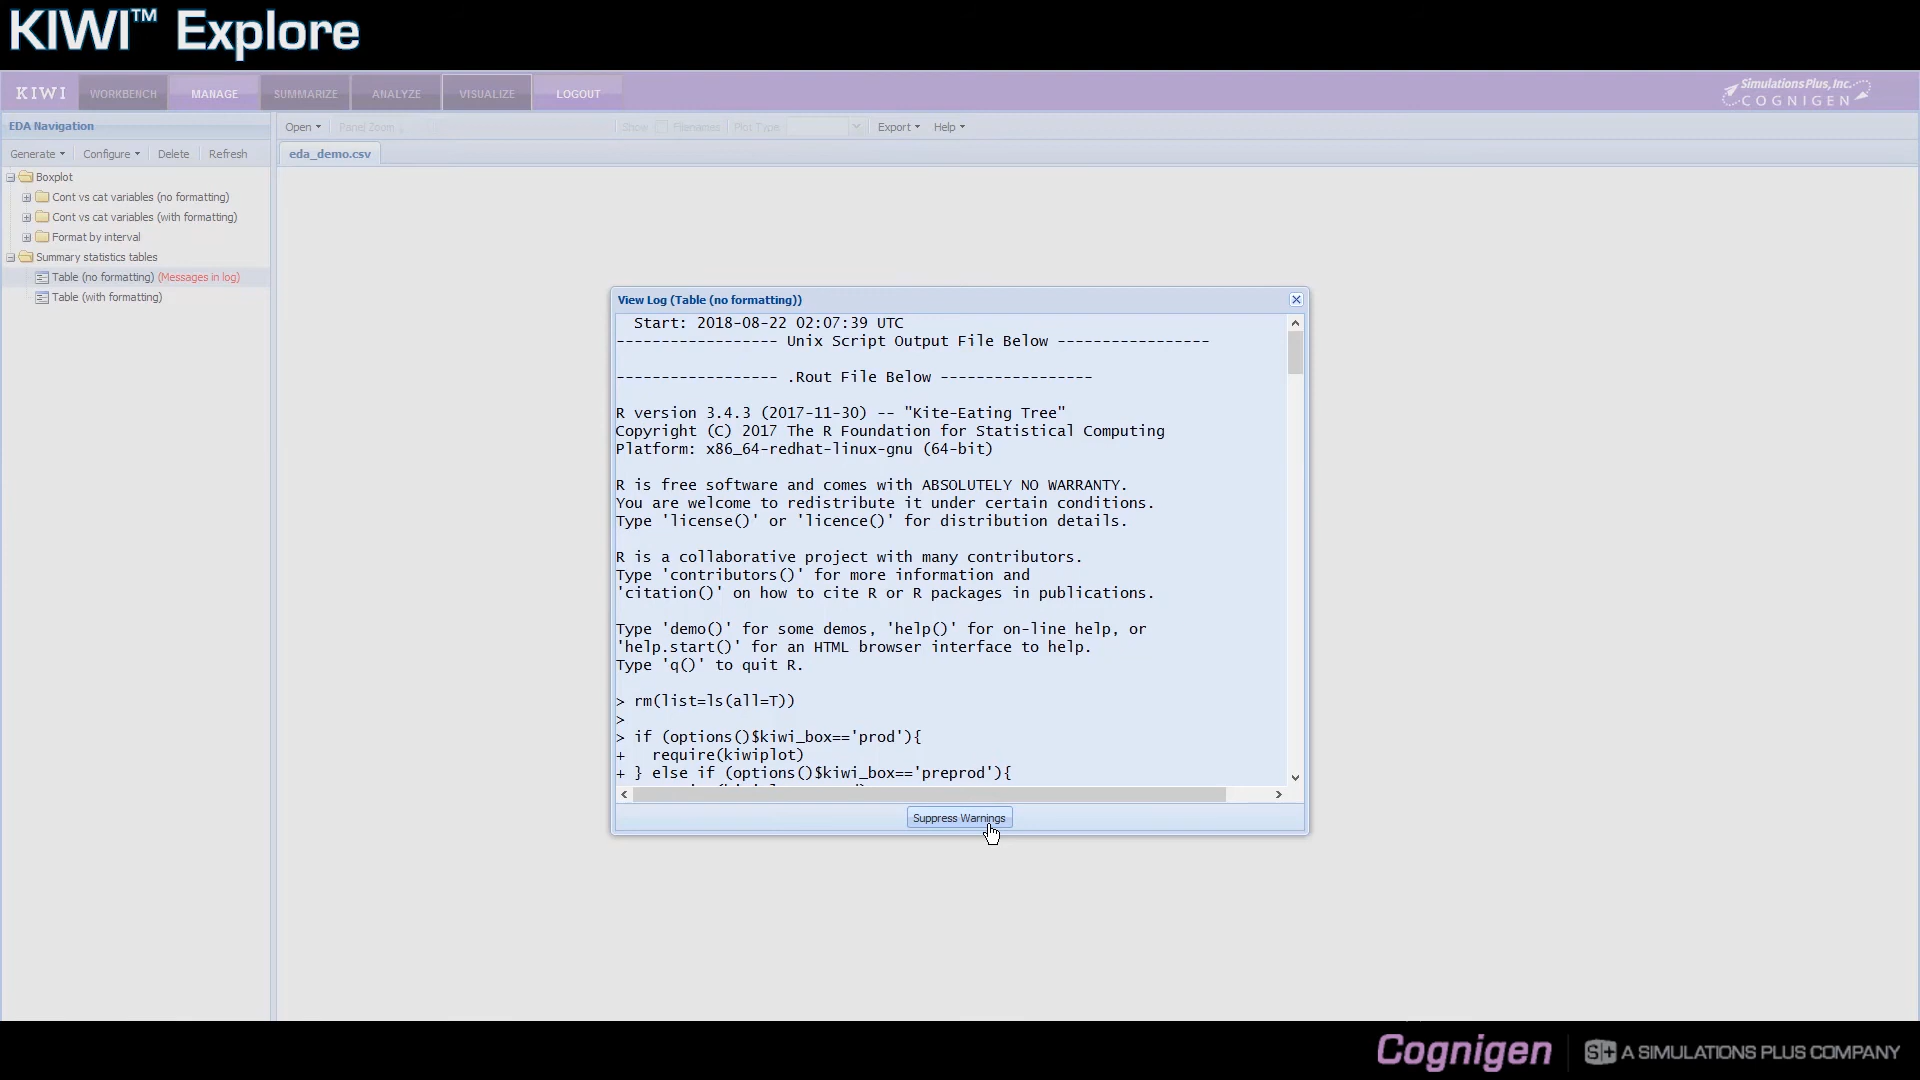 KIWI™ Explore
KIWI WORKBENCH MANAGE SUMMARIZE ANALYZE VISUALIZE LOGOUT
SimulationsPlus, Inc.
COGNIGEN
EDA Navigation
Open Panel Zoom Show Filenames Plot Type Export Help
Generate Configure Delete Refresh
eda_demo.csv
Boxplot
Cont vs cat variables (no formatting)
Cont vs cat variables (with formatting)
Format by interval
Summary statistics tables
Table (no formatting) (Messages in log)
Table (with formatting)
View Log (Table (no formatting))
Start: 2018-08-22 02:07:39 UTC
------------------ Unix Script Output File Below -----------------
------------------ .Rout File Below -----------------
R version 3.4.3 (2017-11-30) -- "Kite-Eating Tree"
Copyright (C) 2017 The R Foundation for Statistical Computing
Platform: x86_64-redhat-linux-gnu (64-bit)
R is free software and comes with ABSOLUTELY NO WARRANTY.
You are welcome to redistribute it under certain conditions.
Type 'license()' or 'licence()' for distribution details.
R is a collaborative project with many contributors.
Type 'contributors()' for more information and
'citation()' on how to cite R or R packages in publications.
Type 'demo()' for some demos, 'help()' for on-line help, or
'help.start()' for an HTML browser interface to help.
Type 'q()' to quit R.
> rm(list=ls(all=T))
>
> if (options()$kiwi_box=='prod'){
+   require(kiwiplot)
+ } else if (options()$kiwi_box=='preprod'){
Suppress Warnings
Cognigen
S+ A SIMULATIONS PLUS COMPANY